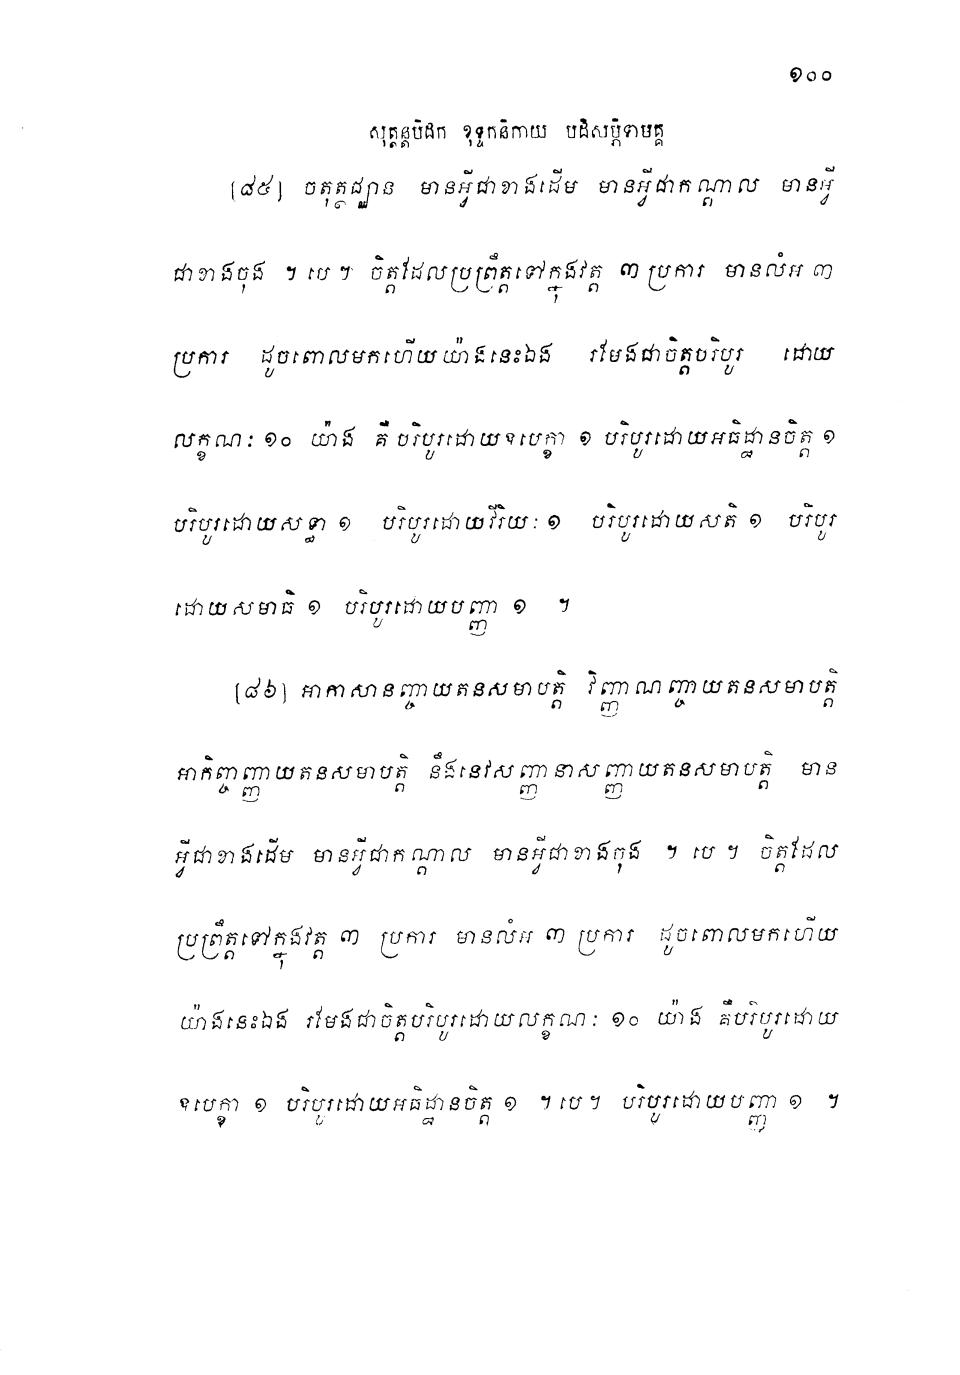 ១០០
សុត្តន្តបិដក ខុទ្ទកនិកាយ បដិសម្ភិទាមគ្គ
[៨៥] ចតុត្ថជ្ឈាន មានអ្វីជាខាងដើម មានអ្វីជាកណ្តាល មានអ្វី
ជាខាងចុង ។ បេ ។ ចិត្តដែលប្រព្រឹត្តទៅក្នុងវត្ត ៣ ប្រការ មានលំអ ៣
ប្រការ ដូចពោលមកហើយយ៉ាងនេះឯង រមែងជាចិត្តបរិបូរ ដោយ
លក្ខណៈ ១០ យ៉ាង គឺ បរិបូរដោយឧបេក្ខា ១ បរិបូរដោយអធិដ្ឋានចិត្ត ១
បរិបូរដោយសទ្ធា ១ បរិបូរដោយវីរិយៈ ១ បរិបូរដោយសតិ ១ បរិបូរ
ដោយសមាធិ ១ បរិបូរដោយបញ្ញា ១ ។
[៨៦] អាកាសានញ្ចាយតនសមាបត្តិ វិញ្ញាណញ្ចាយតនសមាបត្តិ
អាកិញ្ចញ្ញាយតនសមាបត្តិ នឹងនេវសញ្ញានាសញ្ញាយតនសមាបត្តិ មាន
អ្វីជាខាងដើម មានអ្វីជាកណ្តាល មានអ្វីជាខាងចុង ។ បេ ។ ចិត្តដែល
ប្រព្រឹត្តទៅក្នុងវត្ត ៣ ប្រការ មានលំអ ៣ ប្រការ ដូចពោលមកហើយ
យ៉ាងនេះឯង រមែងជាចិត្តបរិបូរដោយលក្ខណៈ ១០ យ៉ាង គឺបរិបូរដោយ
ឧបេក្ខា ១ បរិបូរដោយអធិដ្ឋានចិត្ត ១ ។ បេ ។ បរិបូរដោយបញ្ញា ១ ។